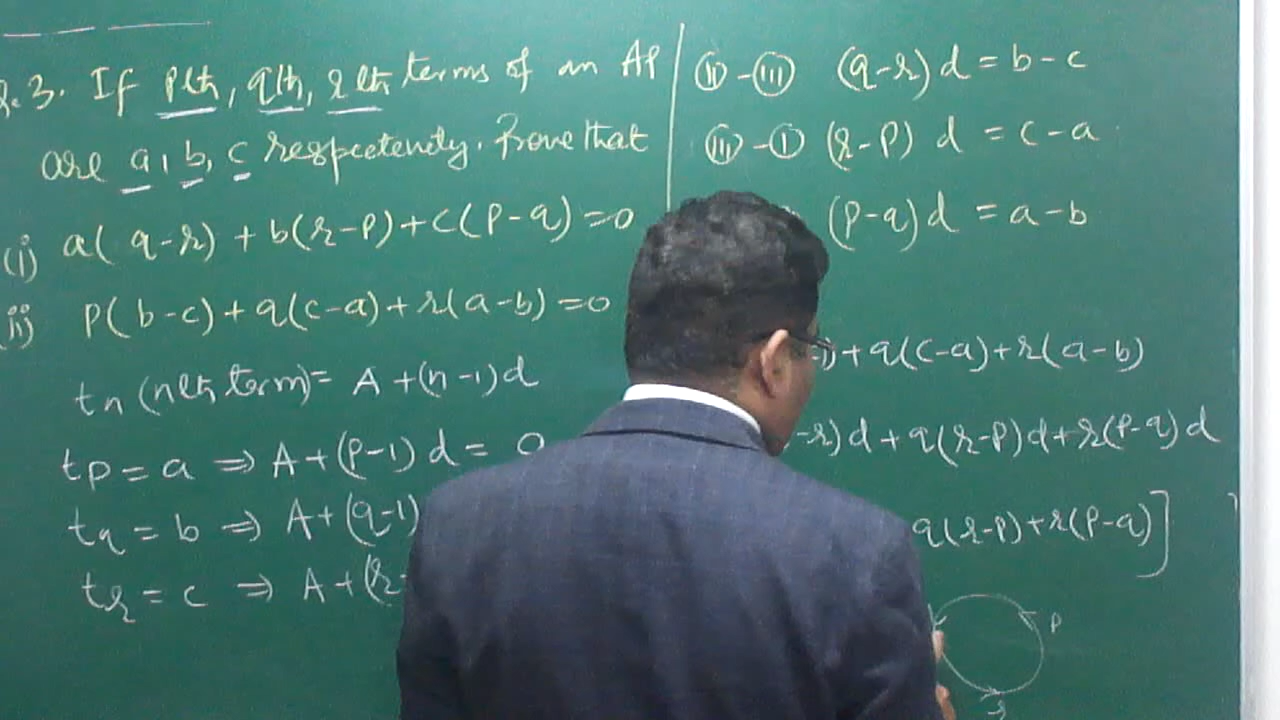 Q.3. If pth, qth, rth terms of an AP
are a, b, c respectively. Prove that
(i) a(q-r) + b(r-p) + c(p-q) = 0
(ii) p(b-c) + q(c-a) + r(a-b) = 0
tn (nth term) = A + (n-1)d
tp = a ⇒ A + (p-1)d = a
tq = b ⇒ A + (q-1)
tr = c ⇒ A + (r-
(ii) - (iii) (q-r)d = b-c
(iii) - (i) (r-p) d = c-a
(p-q)d = a-b
) + q(c-a) + r(a-b)
-r)d + q(r-p)d + r(p-q)d
q(r-p) + r(p-q)]
p
r